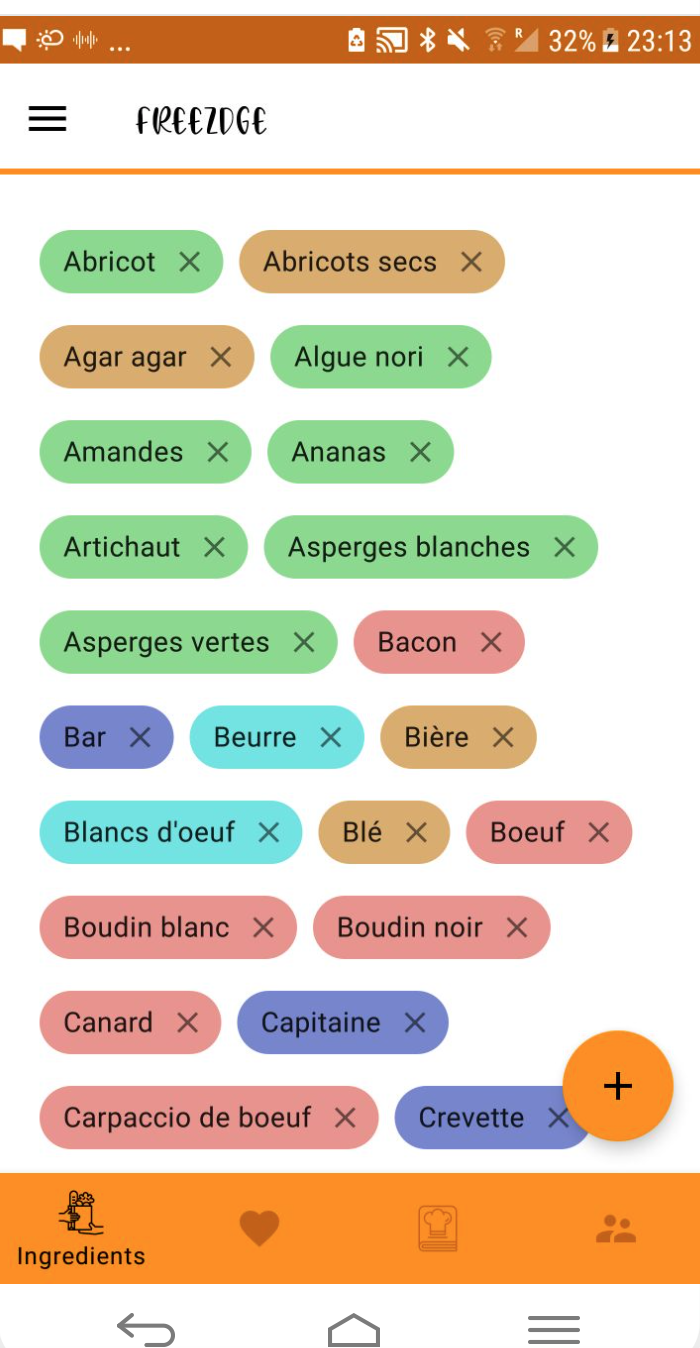 ... R 32% 23:13
FREEZDGE
Abricot Abricots secs
Agar agar Algue nori
Amandes Ananas
Artichaut Asperges blanches
Asperges vertes Bacon
Bar Beurre Bière
Blancs d'oeuf Blé Boeuf
Boudin blanc Boudin noir
Canard Capitaine
Carpaccio de boeuf Crevette
Ingredients